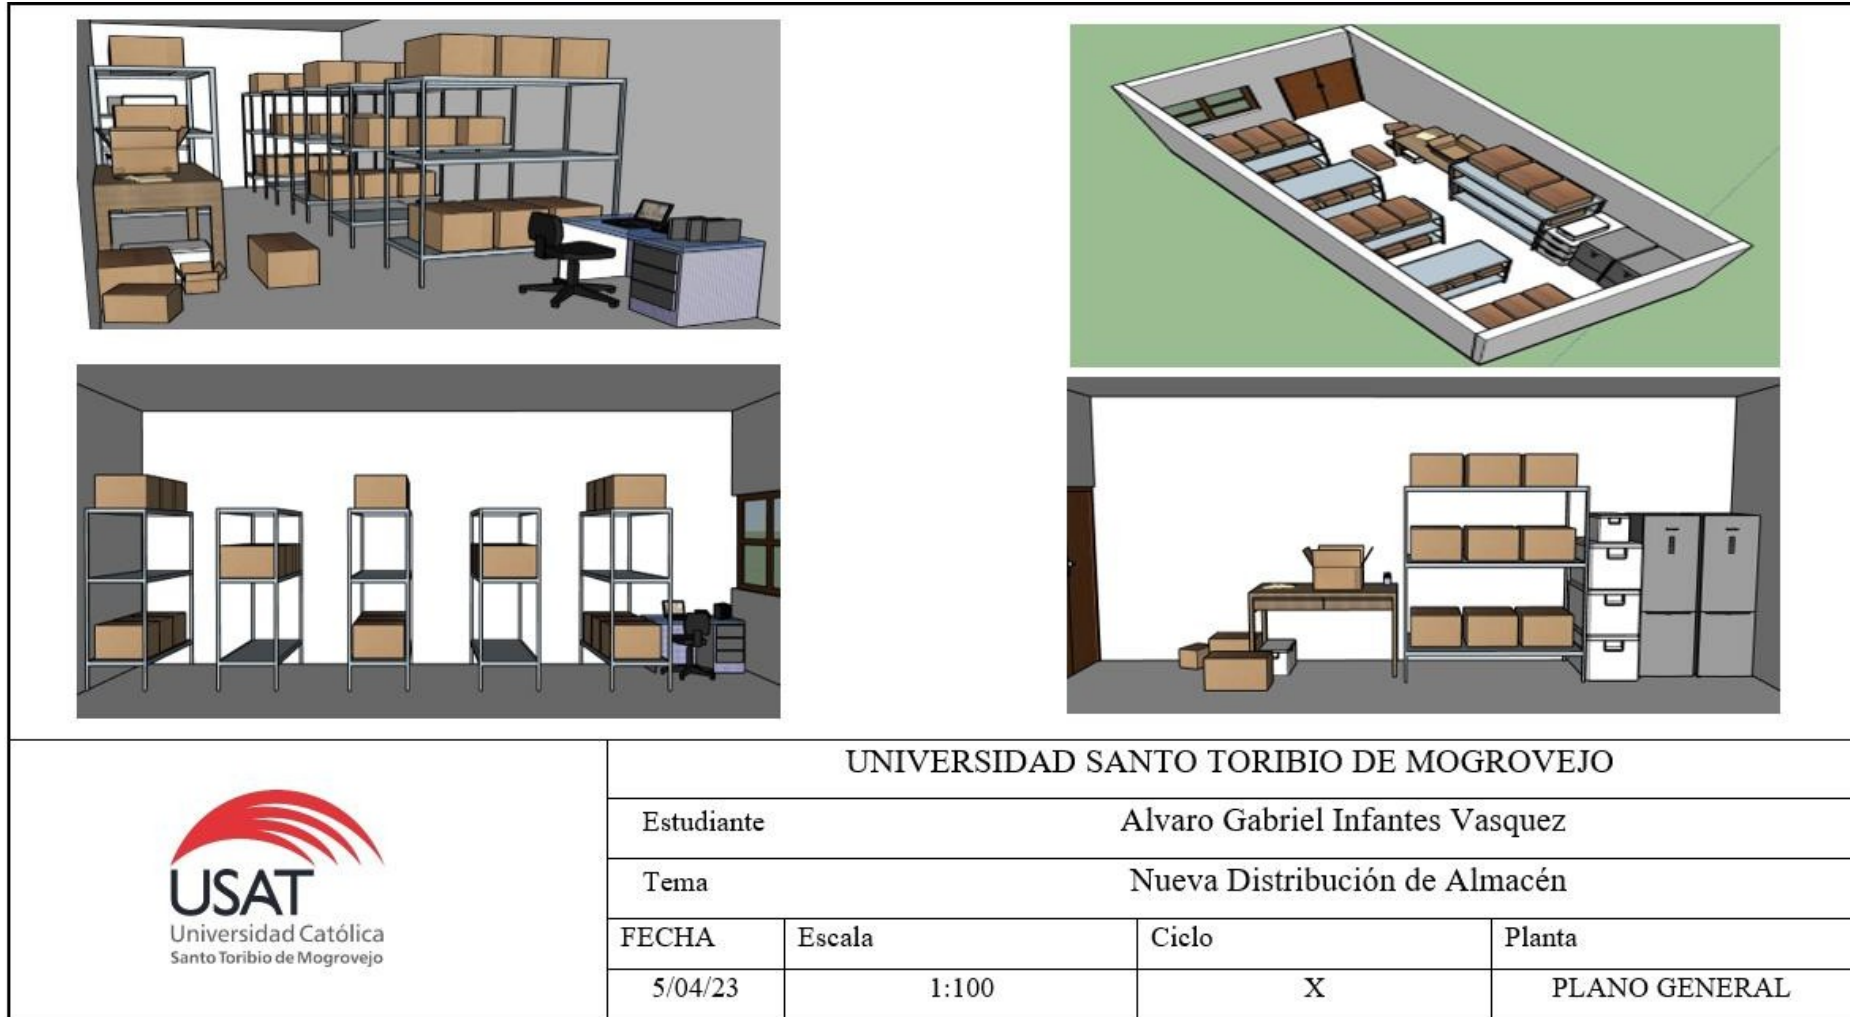 UNIVERSIDAD SANTO TORIBIO DE MOGROVEJO
Estudiante Alvaro Gabriel Infantes Vasquez
Tema Nueva Distribución de Almacén
FECHA Escala Ciclo Planta
5/04/23 1:100 X PLANO GENERAL
USAT
Universidad Católica
Santo Toribio de Mogrovejo